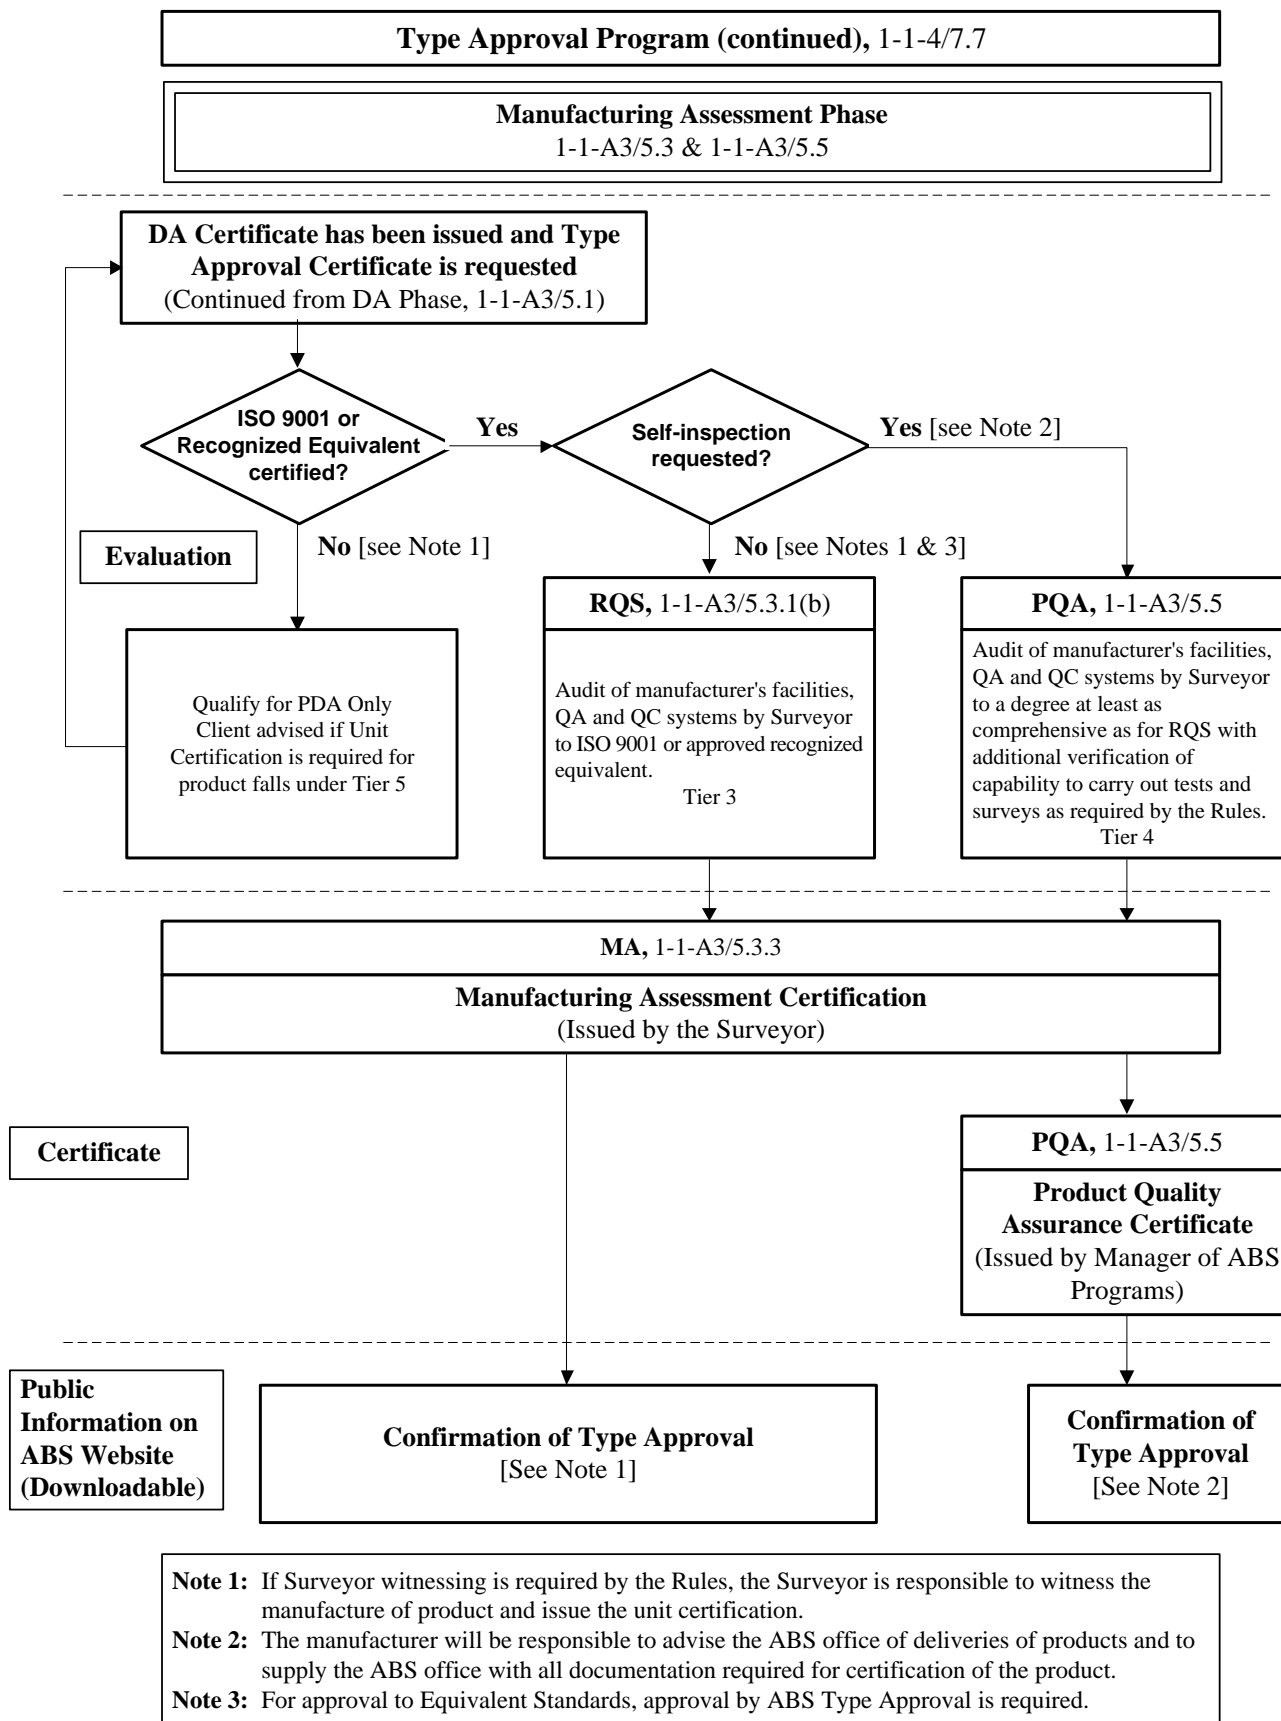 Type Approval Program (continued), 1-1-4/7.7
Manufacturing Assessment Phase
1-1-A3/5.3 & 1-1-A3/5.5
DA Certificate has been issued and Type
Approval Certificate is requested
(Continued from DA Phase, 1-1-A3/5.1)
ISO 9001 or
Recognized Equivalent
certified?
Yes
Self-inspection
requested?
Yes [see Note 2]
Evaluation
No [see Note 1]
No [see Notes 1 & 3]
Qualify for PDA Only
Client advised if Unit
Certification is required for
product falls under Tier 5
RQS, 1-1-A3/5.3.1(b)
Audit of manufacturer's facilities,
QA and QC systems by Surveyor
to ISO 9001 or approved recognized
equivalent.
Tier 3
PQA, 1-1-A3/5.5
Audit of manufacturer's facilities,
QA and QC systems by Surveyor
to a degree at least as
comprehensive as for RQS with
additional verification of
capability to carry out tests and
surveys as required by the Rules.
Tier 4
MA, 1-1-A3/5.3.3
Manufacturing Assessment Certification
(Issued by the Surveyor)
Certificate
PQA, 1-1-A3/5.5
Product Quality
Assurance Certificate
(Issued by Manager of ABS
Programs)
Public
Information on
ABS Website
(Downloadable)
Confirmation of Type Approval
[See Note 1]
Confirmation of
Type Approval
[See Note 2]
Note 1: If Surveyor witnessing is required by the Rules, the Surveyor is responsible to witness the
manufacture of product and issue the unit certification.
Note 2: The manufacturer will be responsible to advise the ABS office of deliveries of products and to
supply the ABS office with all documentation required for certification of the product.
Note 3: For approval to Equivalent Standards, approval by ABS Type Approval is required.